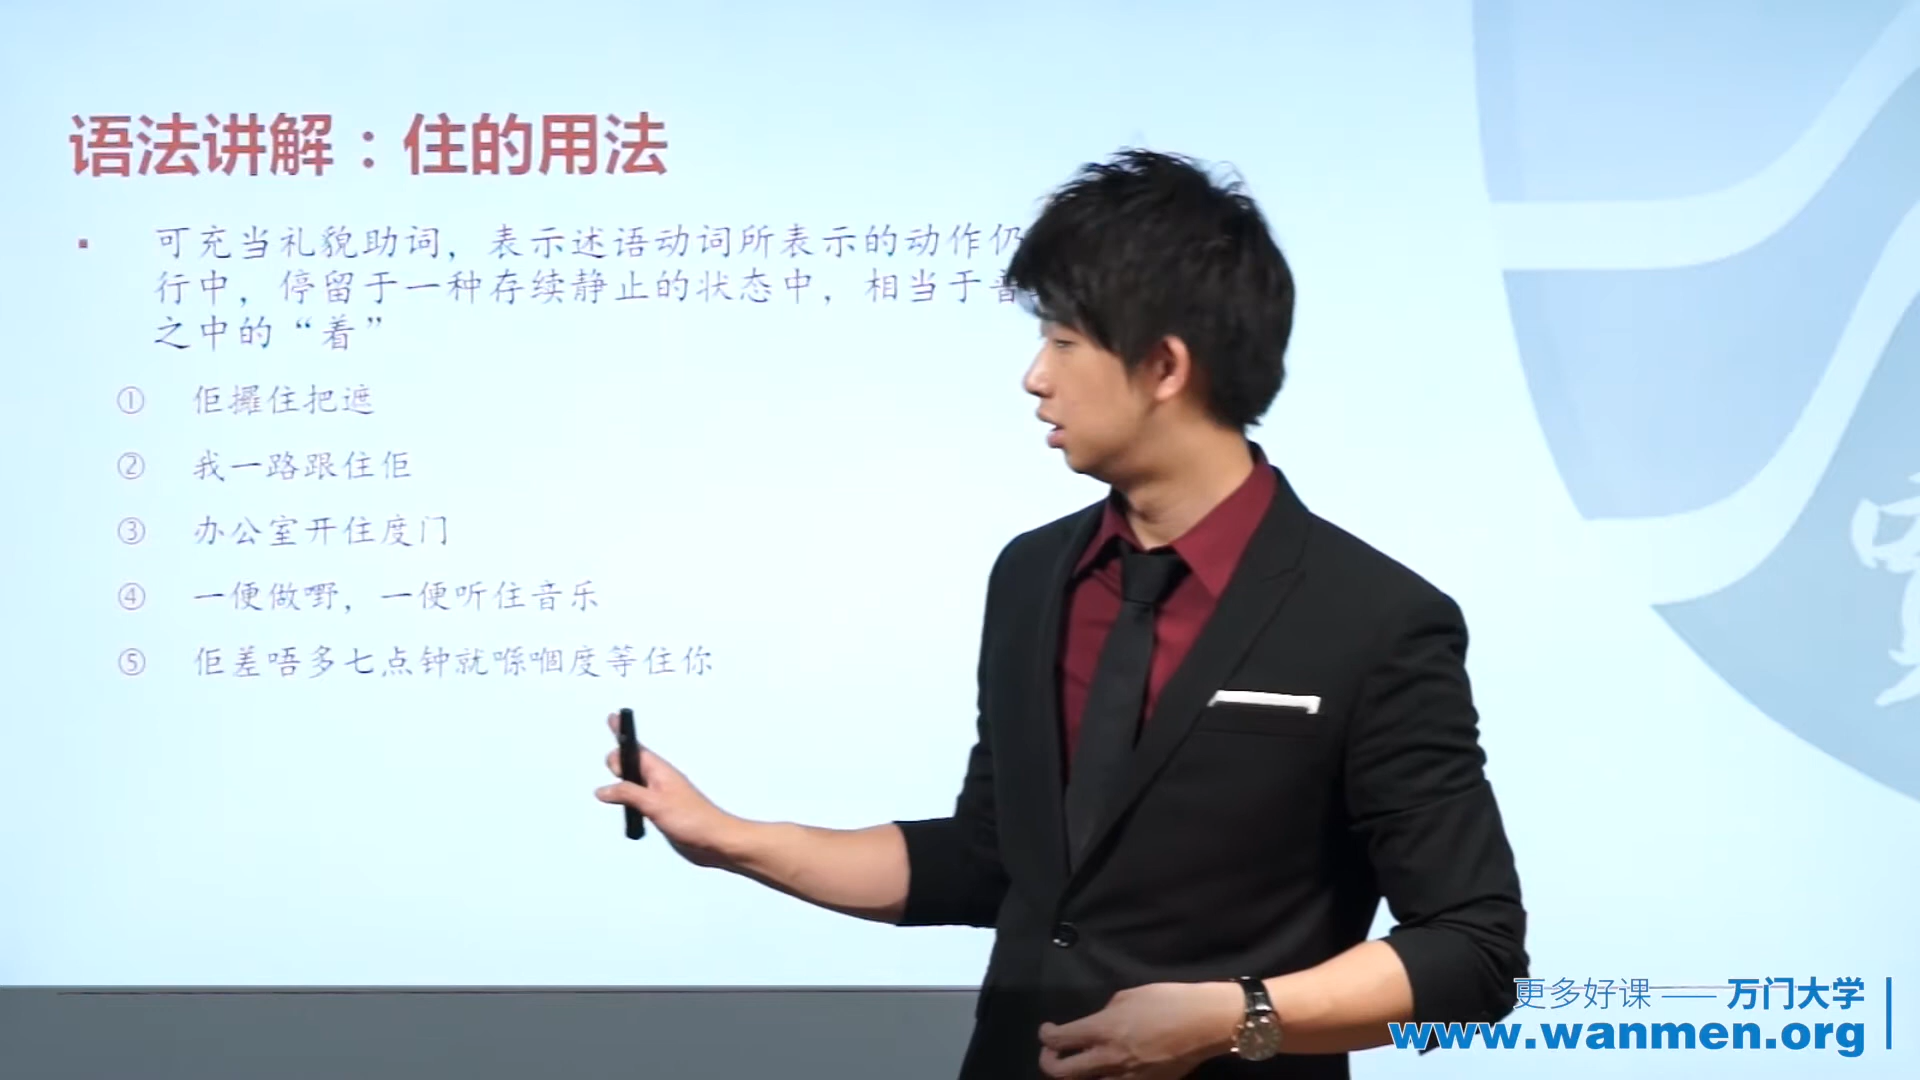 语法讲解：住的用法
▪ 可充当礼貌助词，表示述语动词所表示的动作仍
行中，停留于一种存续静止的状态中，相当于普
之中的“着”
① 佢攞住把遮
② 我一路跟住佢
③ 办公室开住度门
④ 一便做嘢，一便听住音乐
⑤ 佢差唔多七点钟就喺嗰度等住你
更多好课 —— 万门大学
www.wanmen.org